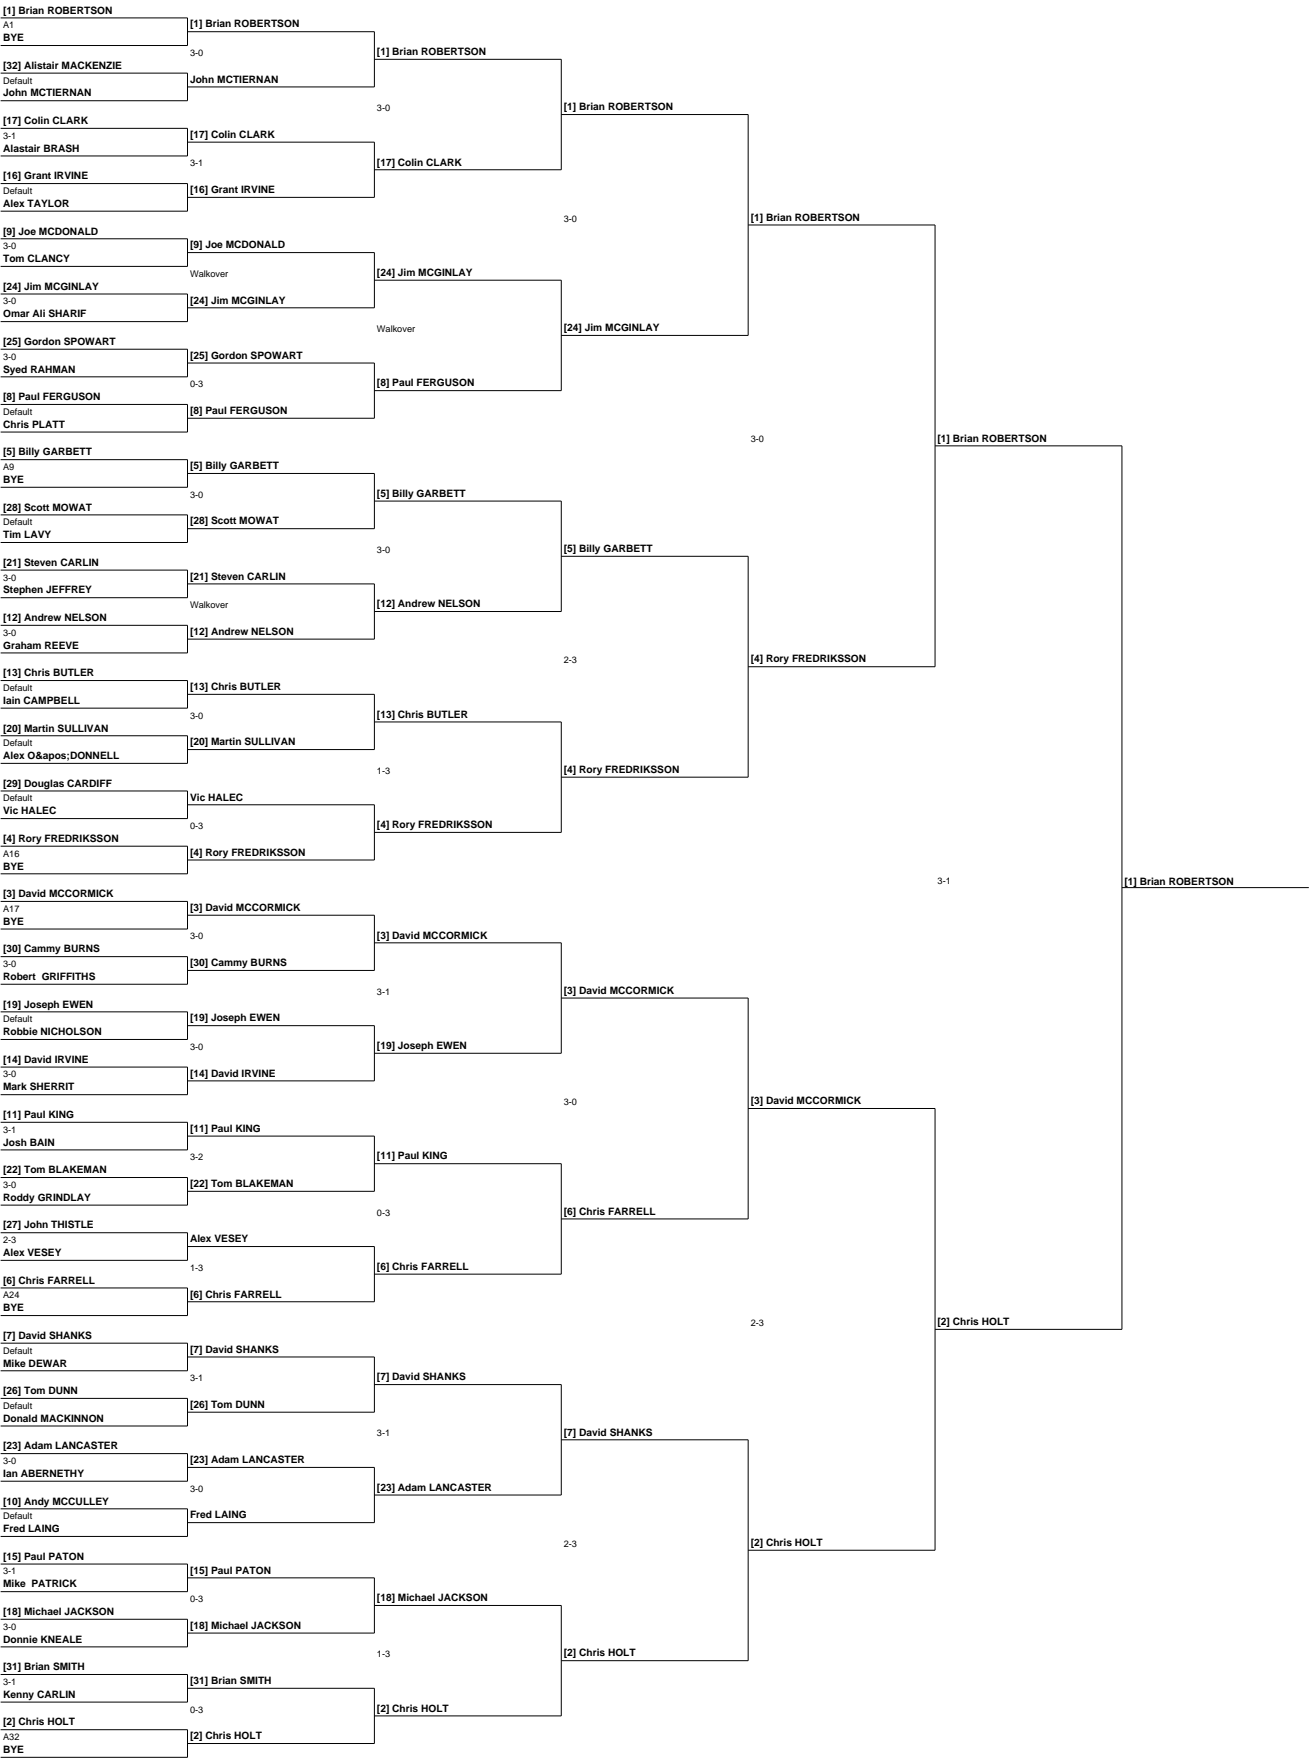 [1] Brian ROBERTSON
A1
BYE
[32] Alistair MACKENZIE
Default
John MCTIERNAN
[17] Colin CLARK
3-1
Alastair BRASH
[16] Grant IRVINE
Default
Alex TAYLOR
[9] Joe MCDONALD
3-0
Tom CLANCY
[24] Jim MCGINLAY
3-0
Omar Ali SHARIF
[25] Gordon SPOWART
3-0
Syed RAHMAN
[8] Paul FERGUSON
Default
Chris PLATT
[5] Billy GARBETT
A9
BYE
[28] Scott MOWAT
Default
Tim LAVY
[21] Steven CARLIN
3-0
Stephen JEFFREY
[12] Andrew NELSON
3-0
Graham REEVE
[13] Chris BUTLER
Default
Iain CAMPBELL
[20] Martin SULLIVAN
Default
Alex O&apos;DONNELL
[29] Douglas CARDIFF
Default
Vic HALEC
[4] Rory FREDRIKSSON
A16
BYE
[3] David MCCORMICK
A17
BYE
[30] Cammy BURNS
3-0
Robert  GRIFFITHS
[19] Joseph EWEN
Default
Robbie NICHOLSON
[14] David IRVINE
3-0
Mark SHERRIT
[11] Paul KING
3-1
Josh BAIN
[22] Tom BLAKEMAN
3-0
Roddy GRINDLAY
[27] John THISTLE
2-3
Alex VESEY
[6] Chris FARRELL
A24
BYE
[7] David SHANKS
Default
Mike DEWAR
[26] Tom DUNN
Default
Donald MACKINNON
[23] Adam LANCASTER
3-0
Ian ABERNETHY
[10] Andy MCCULLEY
Default
Fred LAING
[15] Paul PATON
3-1
Mike  PATRICK
[18] Michael JACKSON
3-0
Donnie KNEALE
[31] Brian SMITH
3-1
Kenny CARLIN
[2] Chris HOLT
A32
BYE
[1] Brian ROBERTSON
3-0
John MCTIERNAN
[17] Colin CLARK
3-1
[16] Grant IRVINE
[9] Joe MCDONALD
Walkover
[24] Jim MCGINLAY
[25] Gordon SPOWART
0-3
[8] Paul FERGUSON
[5] Billy GARBETT
3-0
[28] Scott MOWAT
[21] Steven CARLIN
Walkover
[12] Andrew NELSON
[13] Chris BUTLER
3-0
[20] Martin SULLIVAN
Vic HALEC
0-3
[4] Rory FREDRIKSSON
[3] David MCCORMICK
3-0
[30] Cammy BURNS
[19] Joseph EWEN
3-0
[14] David IRVINE
[11] Paul KING
3-2
[22] Tom BLAKEMAN
Alex VESEY
1-3
[6] Chris FARRELL
[7] David SHANKS
3-1
[26] Tom DUNN
[23] Adam LANCASTER
3-0
Fred LAING
[15] Paul PATON
0-3
[18] Michael JACKSON
[31] Brian SMITH
0-3
[2] Chris HOLT
[1] Brian ROBERTSON
3-0
[17] Colin CLARK
[24] Jim MCGINLAY
Walkover
[8] Paul FERGUSON
[5] Billy GARBETT
3-0
[12] Andrew NELSON
[13] Chris BUTLER
1-3
[4] Rory FREDRIKSSON
[3] David MCCORMICK
3-1
[19] Joseph EWEN
[11] Paul KING
0-3
[6] Chris FARRELL
[7] David SHANKS
3-1
[23] Adam LANCASTER
[18] Michael JACKSON
1-3
[2] Chris HOLT
[1] Brian ROBERTSON
3-0
[24] Jim MCGINLAY
[5] Billy GARBETT
2-3
[4] Rory FREDRIKSSON
[3] David MCCORMICK
3-0
[6] Chris FARRELL
[7] David SHANKS
2-3
[2] Chris HOLT
[1] Brian ROBERTSON
3-0
[4] Rory FREDRIKSSON
[3] David MCCORMICK
2-3
[2] Chris HOLT
[1] Brian ROBERTSON
3-1
[2] Chris HOLT
[1] Brian ROBERTSON